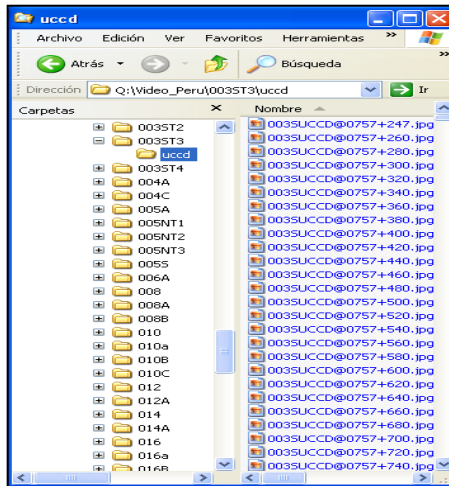 uccd
Archivo Edición Ver Favoritos Herramientas »
Atrás Búsqueda »
Dirección Q:\Video_Peru\003ST3\uccd Ir
Carpetas
003ST2
003ST3
uccd
003ST4
004A
004C
005A
005NT1
005NT2
005NT3
005S
006A
008
008A
008B
010
010a
010B
010C
012
012A
014
014A
016
016a
016B
Nombre
003SUCCD@0757+247.jpg
003SUCCD@0757+260.jpg
003SUCCD@0757+280.jpg
003SUCCD@0757+300.jpg
003SUCCD@0757+320.jpg
003SUCCD@0757+340.jpg
003SUCCD@0757+360.jpg
003SUCCD@0757+380.jpg
003SUCCD@0757+400.jpg
003SUCCD@0757+420.jpg
003SUCCD@0757+440.jpg
003SUCCD@0757+460.jpg
003SUCCD@0757+480.jpg
003SUCCD@0757+500.jpg
003SUCCD@0757+520.jpg
003SUCCD@0757+540.jpg
003SUCCD@0757+560.jpg
003SUCCD@0757+580.jpg
003SUCCD@0757+600.jpg
003SUCCD@0757+620.jpg
003SUCCD@0757+640.jpg
003SUCCD@0757+660.jpg
003SUCCD@0757+680.jpg
003SUCCD@0757+700.jpg
003SUCCD@0757+720.jpg
003SUCCD@0757+740.jpg